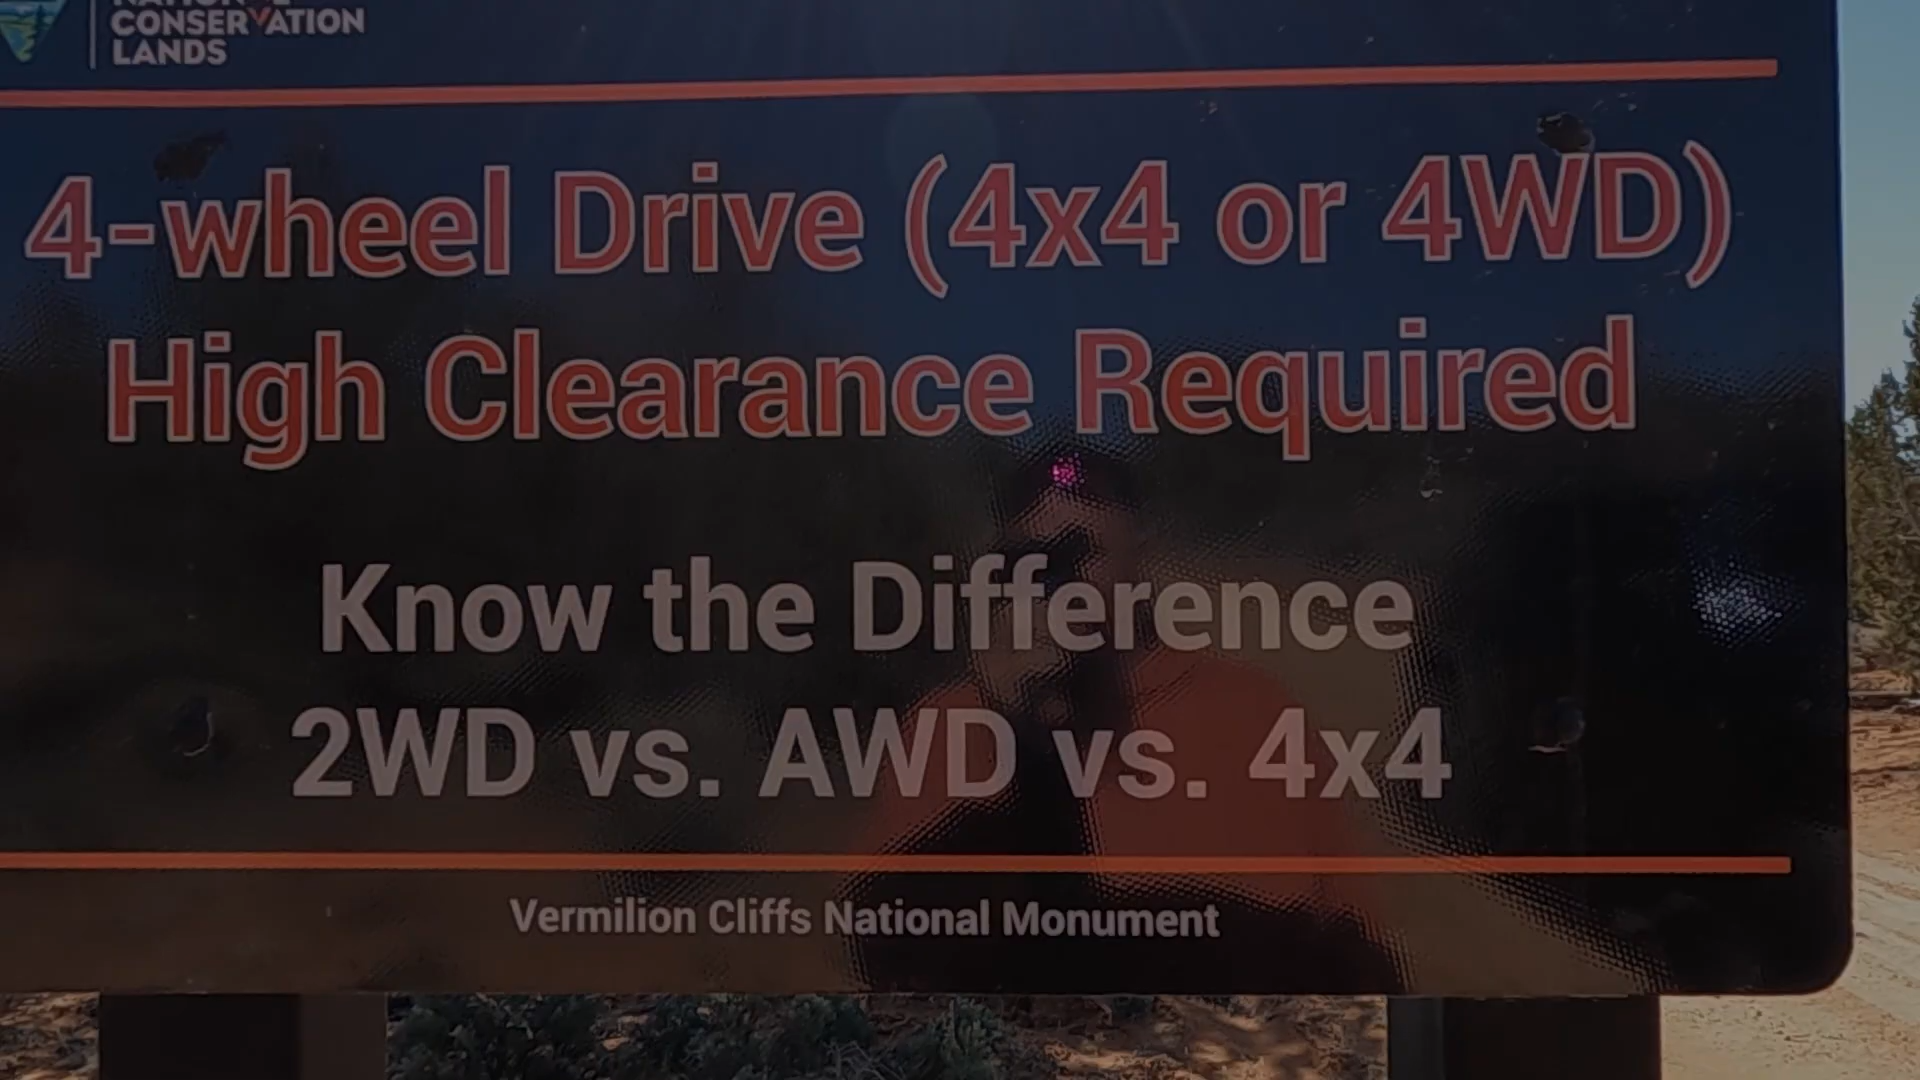 NATIONAL
CONSERVATION
LANDS
4-wheel Drive (4x4 or 4WD)
High Clearance Required
Know the Difference
2WD vs. AWD vs. 4x4
Vermilion Cliffs National Monument